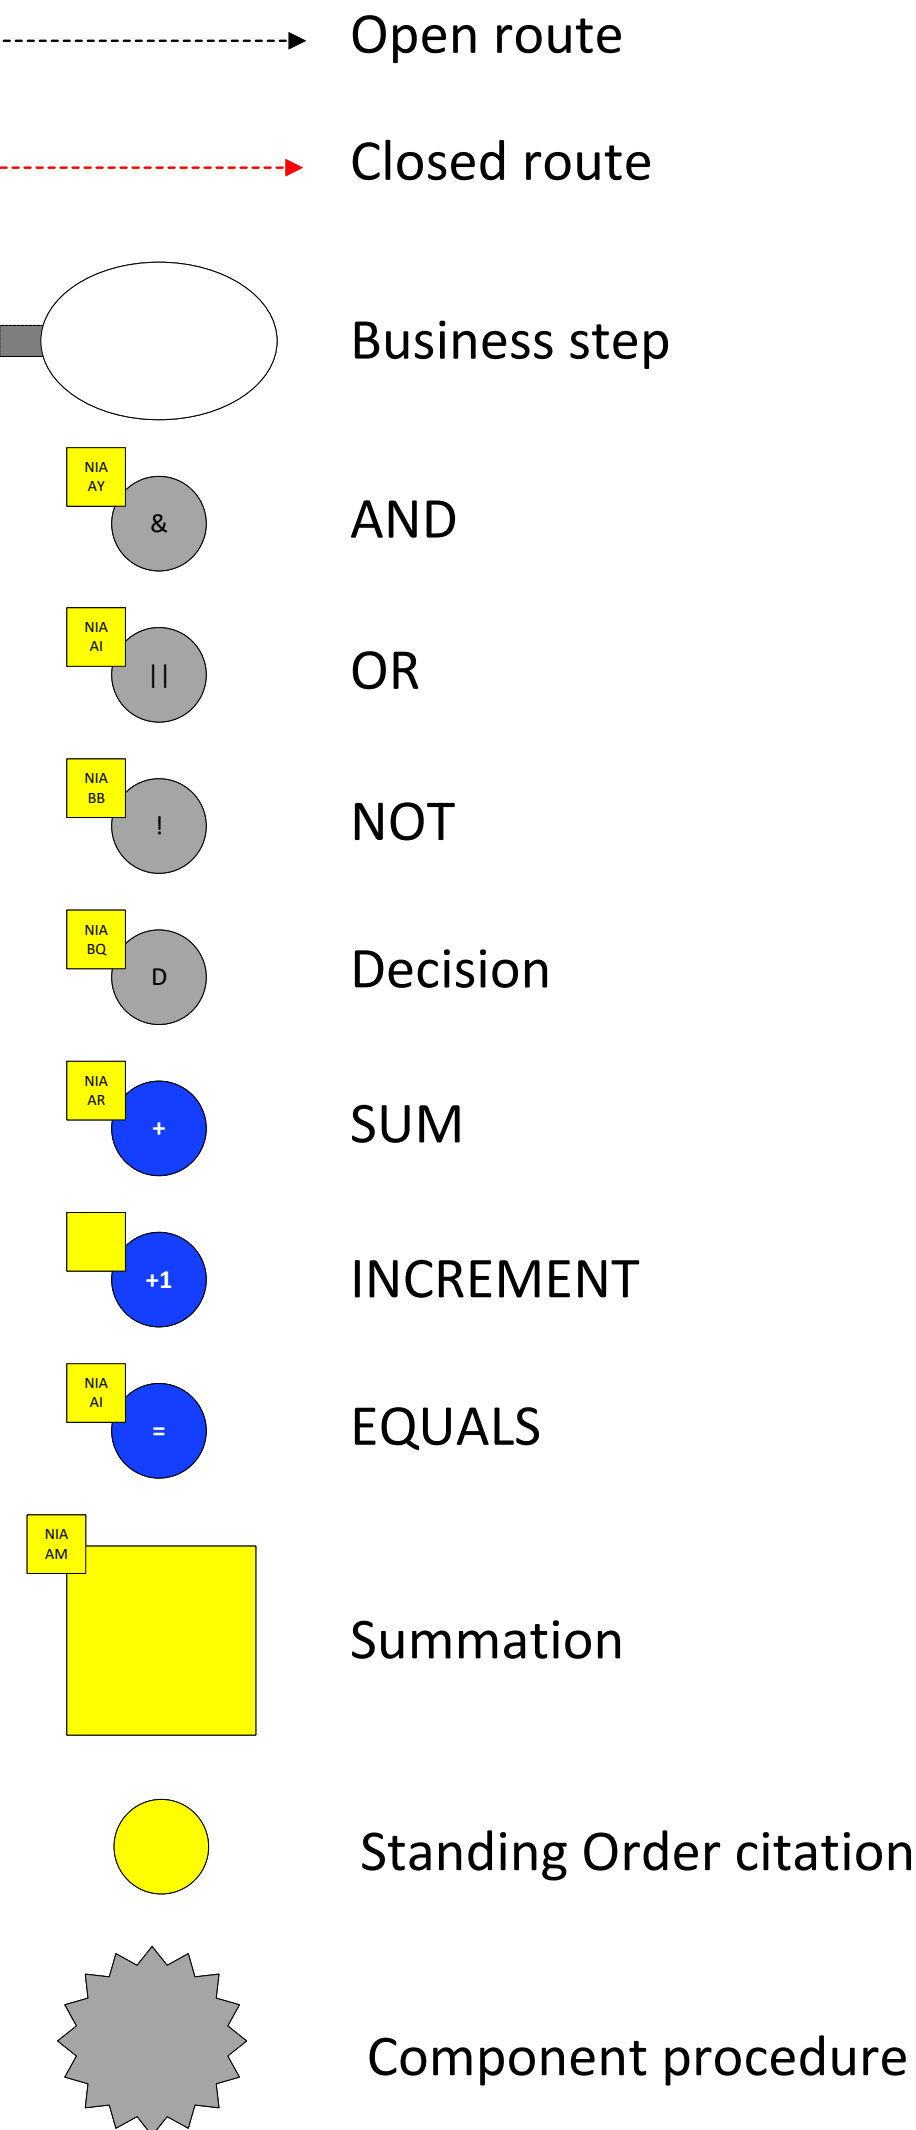 Open route
Closed route
Business step
NIA
AY
&
AND
NIA
AI
||
OR
NIA
BB
!
NOT
NIA
BQ
D
Decision
NIA
AR
+
SUM
+1
INCREMENT
NIA
AI
=
EQUALS
NIA
AM
Summation
Standing Order citation
Component procedure